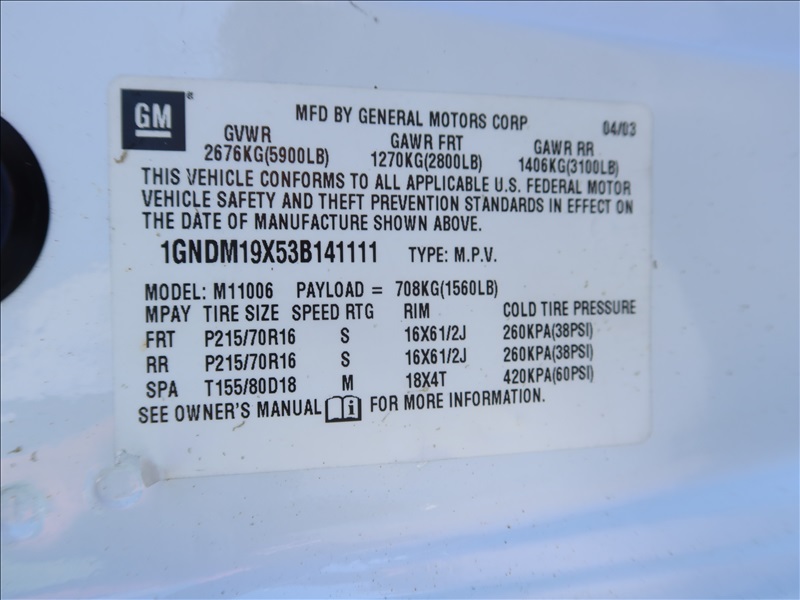 GM®
MFD BY GENERAL MOTORS CORP 04/03
GVWR GAWR FRT GAWR RR
2676KG(5900LB) 1270KG(2800LB) 1406KG(3100LB)
THIS VEHICLE CONFORMS TO ALL APPLICABLE U.S. FEDERAL MOTOR
VEHICLE SAFETY AND THEFT PREVENTION STANDARDS IN EFFECT ON
THE DATE OF MANUFACTURE SHOWN ABOVE.
1GNDM19X53B141111 TYPE: M.P.V.
MODEL: M11006 PAYLOAD = 708KG(1560LB)
MPAY TIRE SIZE SPEED RTG RIM COLD TIRE PRESSURE
FRT P215/70R16 S 16X61/2J 260KPA(38PSI)
RR P215/70R16 S 16X61/2J 260KPA(38PSI)
SPA T155/80D18 M 18X4T 420KPA(60PSI)
SEE OWNER'S MANUAL i FOR MORE INFORMATION.